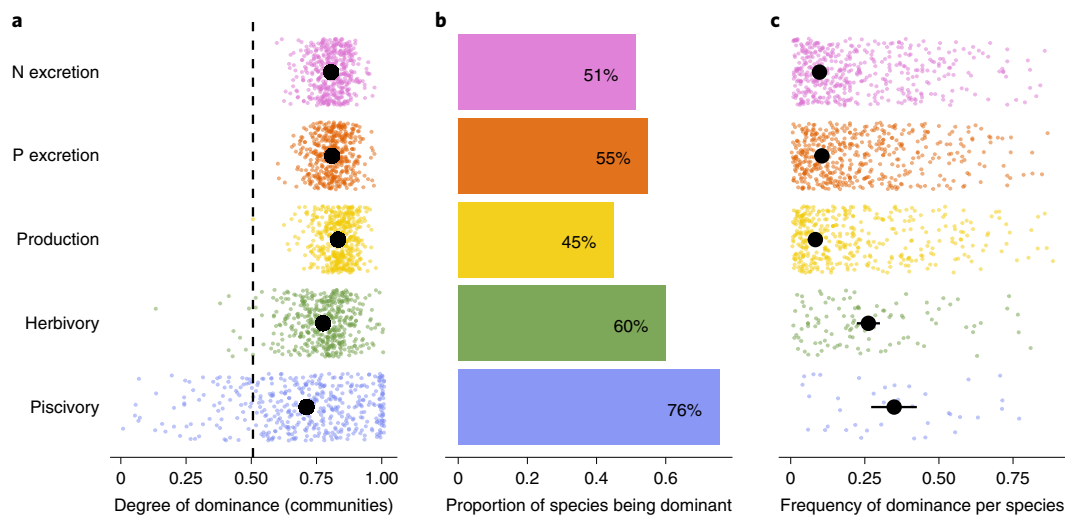 a
b
c
N excretion
51%
P excretion
55%
Production
45%
Herbivory
60%
Piscivory
76%
0 0.25 0.50 0.75 1.00
0 0.2 0.4 0.6
0 0.25 0.50 0.75
Degree of dominance (communities)
Proportion of species being dominant
Frequency of dominance per species